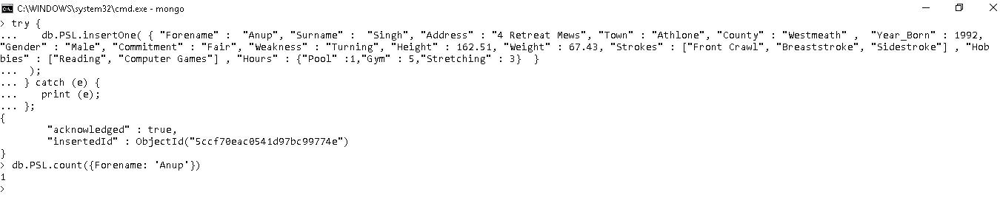 C:\WINDOWS\system32\cmd.exe - mongo
> try {
...    db.PSL.insertOne( { "Forename" :  "Anup", "Surname" :  "Singh", "Address" : "4 Retreat Mews", "Town" : "Athlone", "County" : "Westmeath" ,  "Year_Born" : 1992,
"Gender" : "Male", "Commitment" : "Fair", "Weakness" : "Turning", "Height" : 162.51, "Weight" : 67.43, "Strokes" : ["Front Crawl", "Breaststroke", "Sidestroke"] , "Hob
bies" : ["Reading", "Computer Games"] , "Hours" : {"Pool" :1,"Gym" : 5,"Stretching" : 3}  }
...  );
... } catch (e) {
...    print (e);
... };
{
        "acknowledged" : true,
        "insertedId" : ObjectId("5ccf70eac0541d97bc99774e")
}
> db.PSL.count({Forename: 'Anup'})
1
>